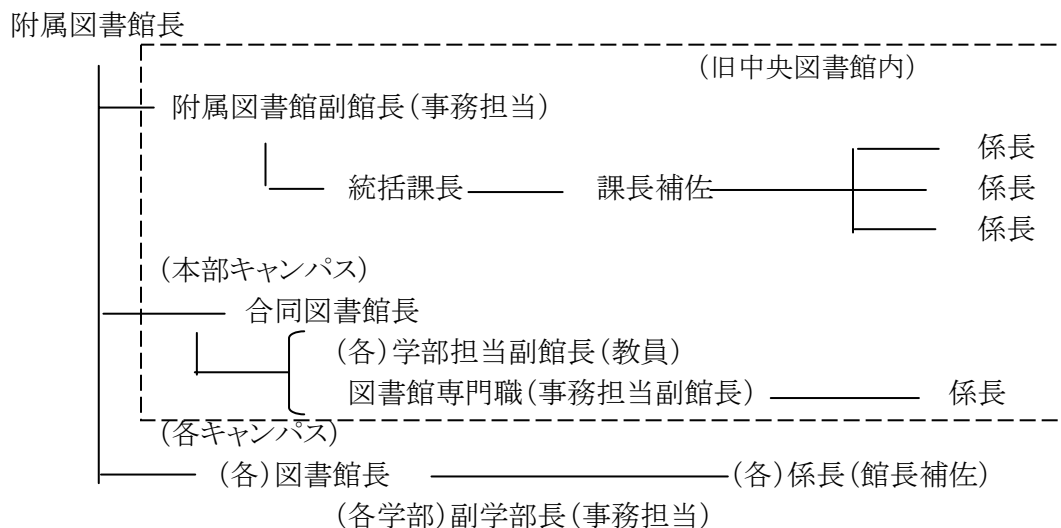 附属図書館長
(旧中央図書館内)
附属図書館副館長(事務担当)
係長
統括課長 課長補佐 係長
係長
(本部キャンパス)
合同図書館長
(各)学部担当副館長(教員)
図書館専門職(事務担当副館長) 係長
(各キャンパス)
(各)図書館長 (各)係長(館長補佐)
(各学部)副学部長(事務担当)